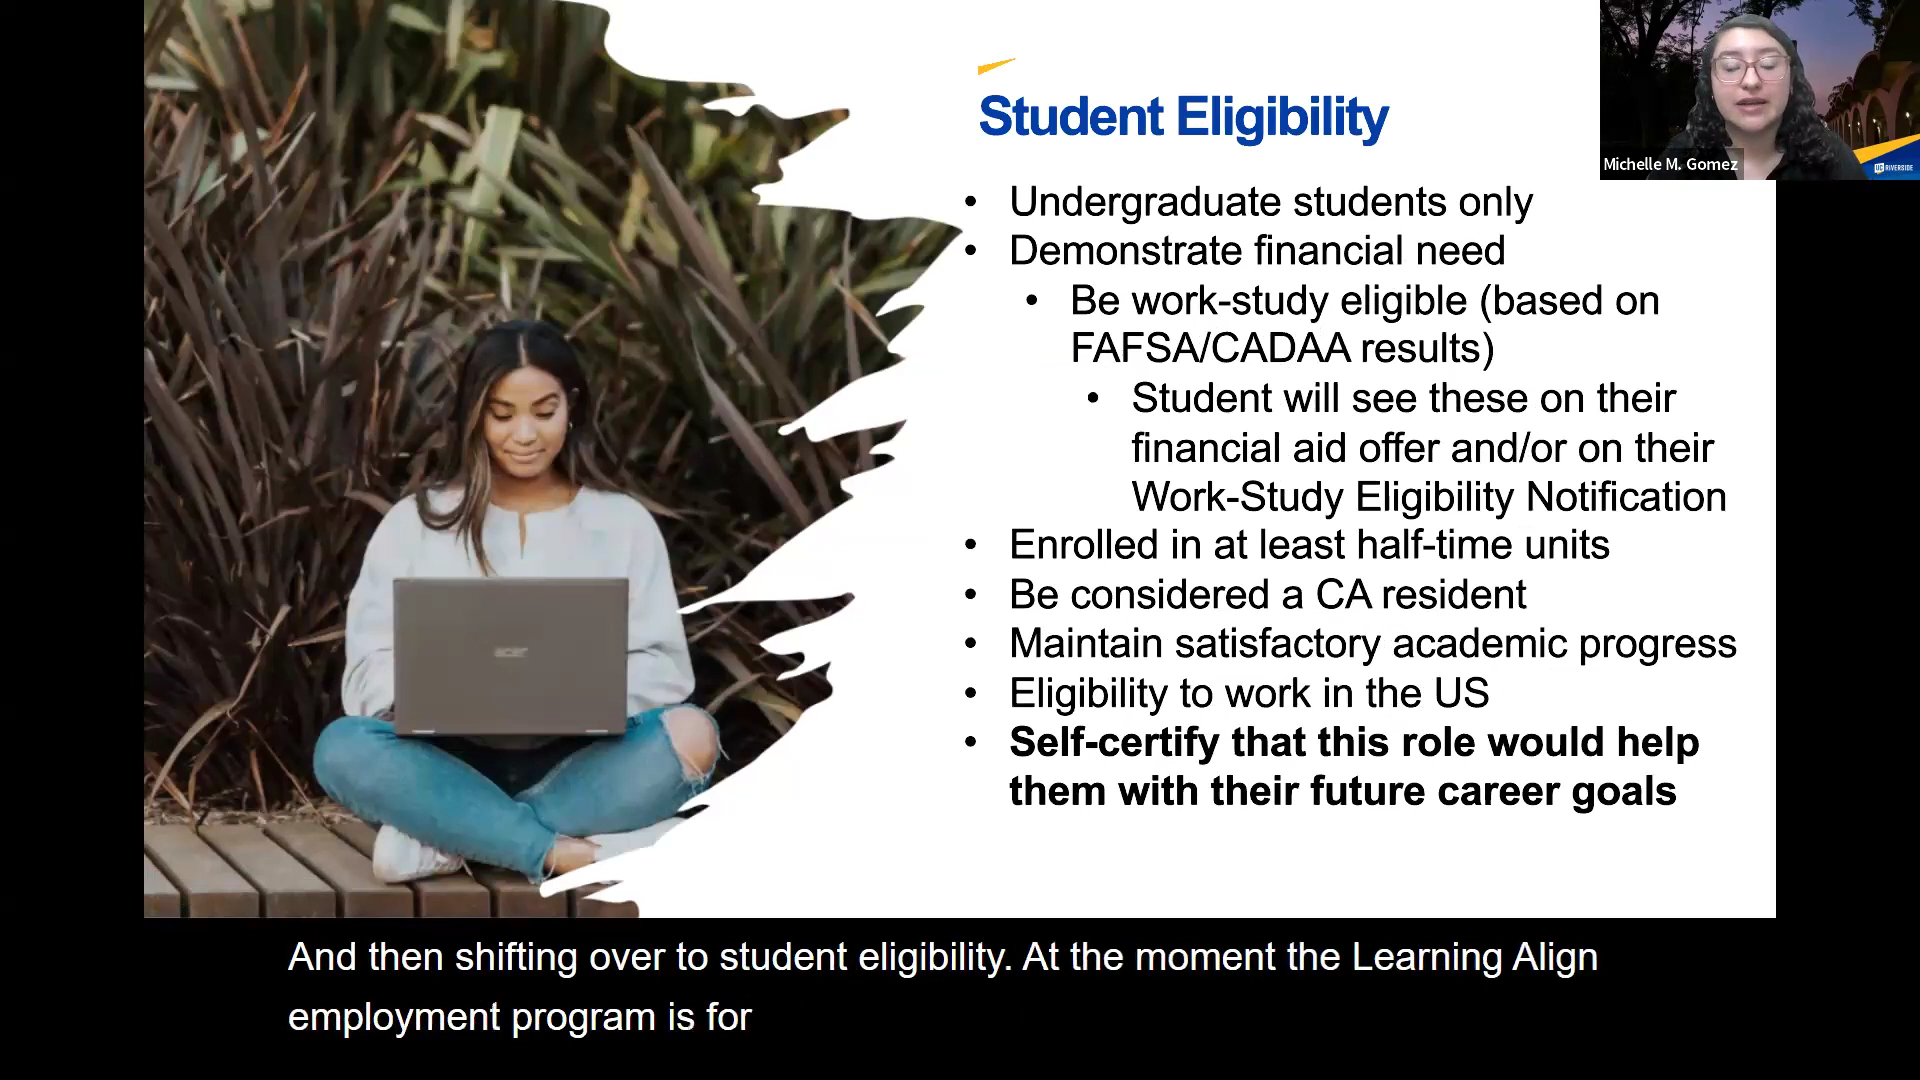 Student Eligibility
Michelle M. Gomez
UC RIVERSIDE
• Undergraduate students only
• Demonstrate financial need
• Be work-study eligible (based on
FAFSA/CADAA results)
• Student will see these on their
financial aid offer and/or on their
Work-Study Eligibility Notification
• Enrolled in at least half-time units
• Be considered a CA resident
• Maintain satisfactory academic progress
• Eligibility to work in the US
• Self-certify that this role would help
them with their future career goals
acer
And then shifting over to student eligibility. At the moment the Learning Align
employment program is for